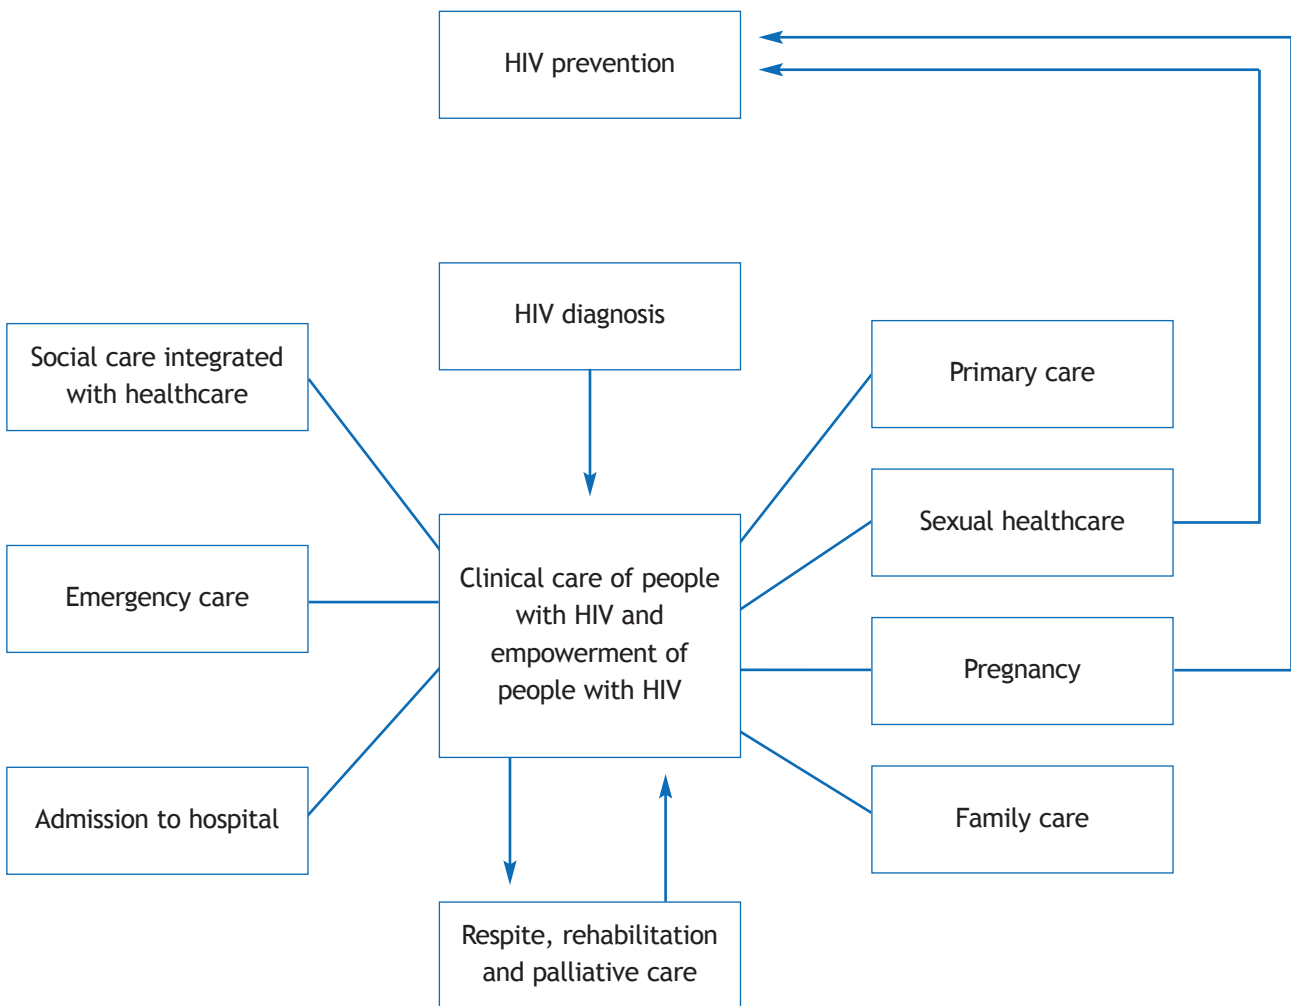 HIV prevention
HIV diagnosis
Social care integrated
with healthcare
Primary care
Sexual healthcare
Emergency care
Clinical care of people
with HIV and
empowerment of
people with HIV
Pregnancy
Admission to hospital
Family care
Respite, rehabilitation
and palliative care